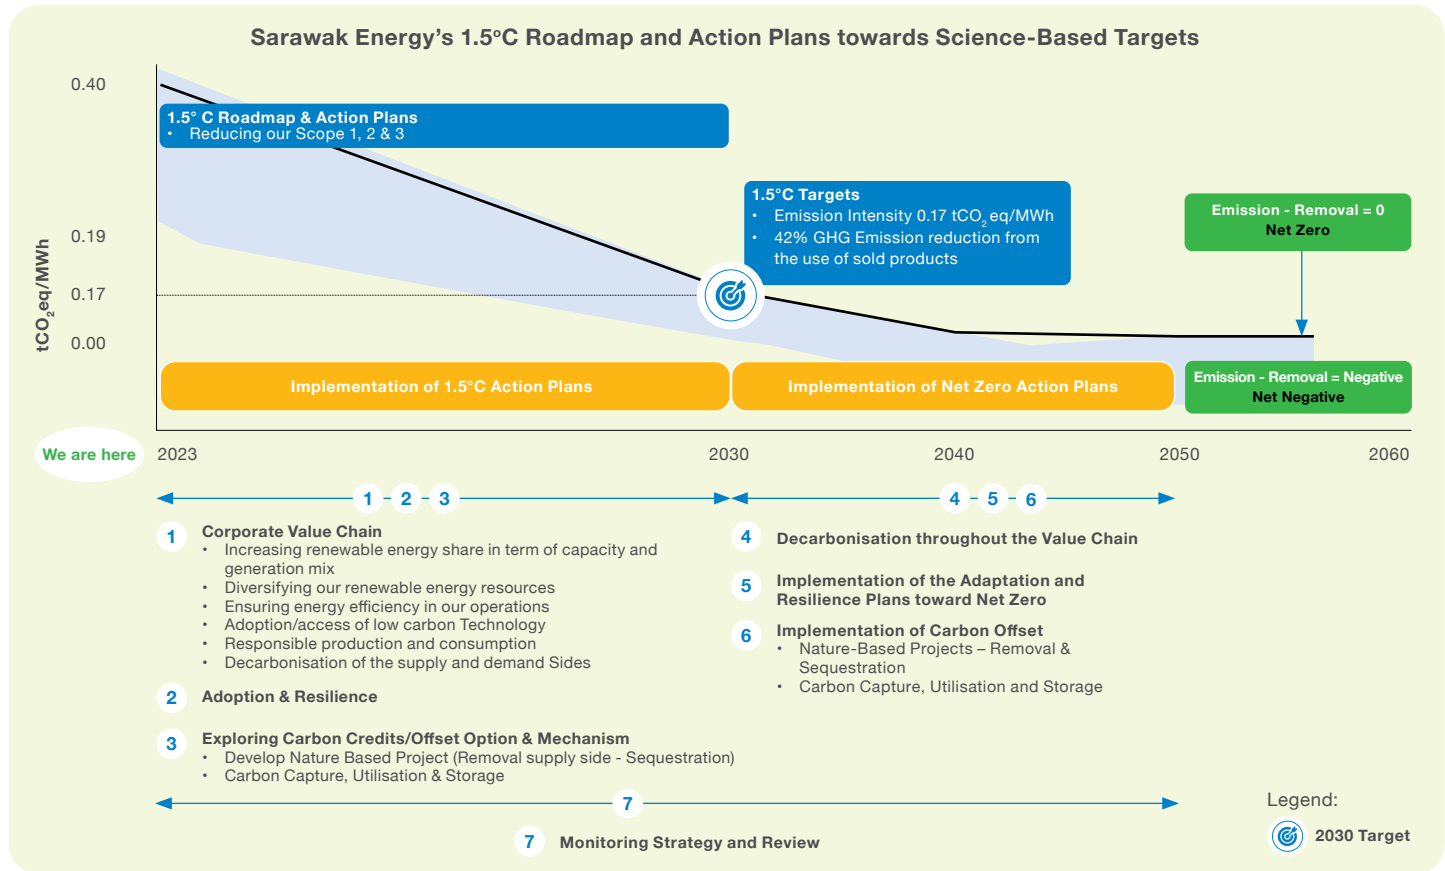 Sarawak Energy's 1.5°C Roadmap and Action Plans towards Science-Based Targets
tCO₂eq/MWh
0.40
0.19
0.17
0.00
1.5° C Roadmap & Action Plans
• Reducing our Scope 1, 2 & 3
1.5°C Targets
• Emission Intensity 0.17 tCO₂ eq/MWh
• 42% GHG Emission reduction from
the use of sold products
Emission - Removal = 0
Net Zero
Implementation of 1.5°C Action Plans
Implementation of Net Zero Action Plans
Emission - Removal = Negative
Net Negative
We are here
2023
2030
2040
2050
2060
1 2 3
4 5 6
1 Corporate Value Chain
• Increasing renewable energy share in term of capacity and
generation mix
• Diversifying our renewable energy resources
• Ensuring energy efficiency in our operations
• Adoption/access of low carbon Technology
• Responsible production and consumption
• Decarbonisation of the supply and demand Sides
2 Adoption & Resilience
3 Exploring Carbon Credits/Offset Option & Mechanism
• Develop Nature Based Project (Removal supply side - Sequestration)
• Carbon Capture, Utilisation & Storage
4 Decarbonisation throughout the Value Chain
5 Implementation of the Adaptation and
Resilience Plans toward Net Zero
6 Implementation of Carbon Offset
• Nature-Based Projects – Removal &
Sequestration
• Carbon Capture, Utilisation and Storage
7
7 Monitoring Strategy and Review
Legend:
2030 Target